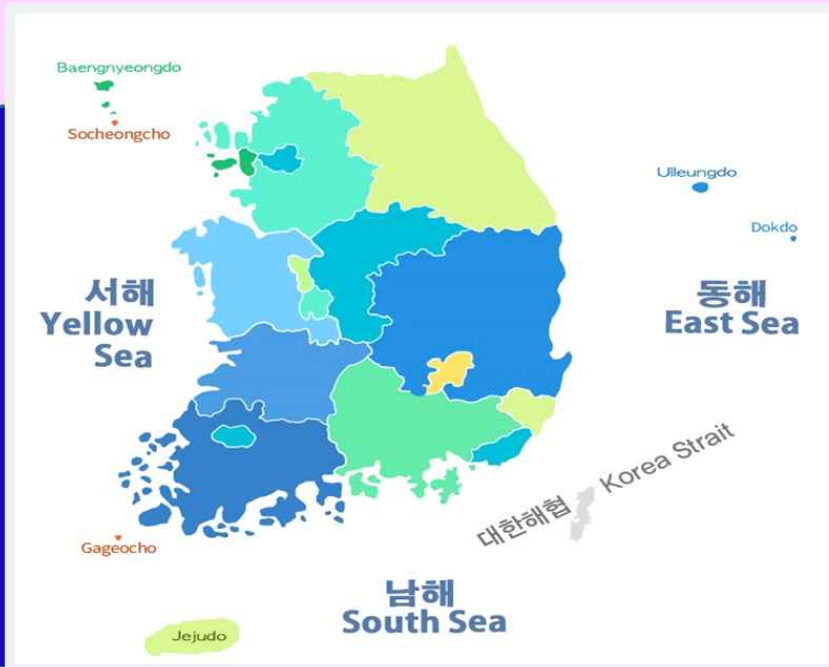 Baengnyeongdo
Socheongcho
Ulleungdo
Dokdo
서해
Yellow
Sea
동해
East Sea
대한해협 Korea Strait
Gageocho
남해
South Sea
Jejudo